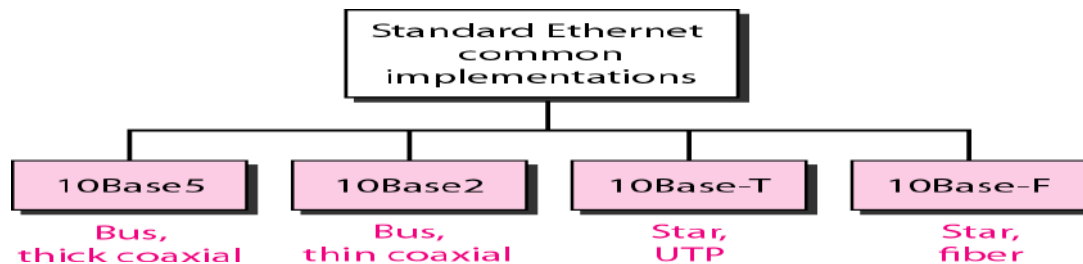 Standard Ethernet
common
implementations
10Base5
10Base2
10Base-T
10Base-F
Bus,
thick coaxial
Bus,
thin coaxial
Star,
UTP
Star,
fiber